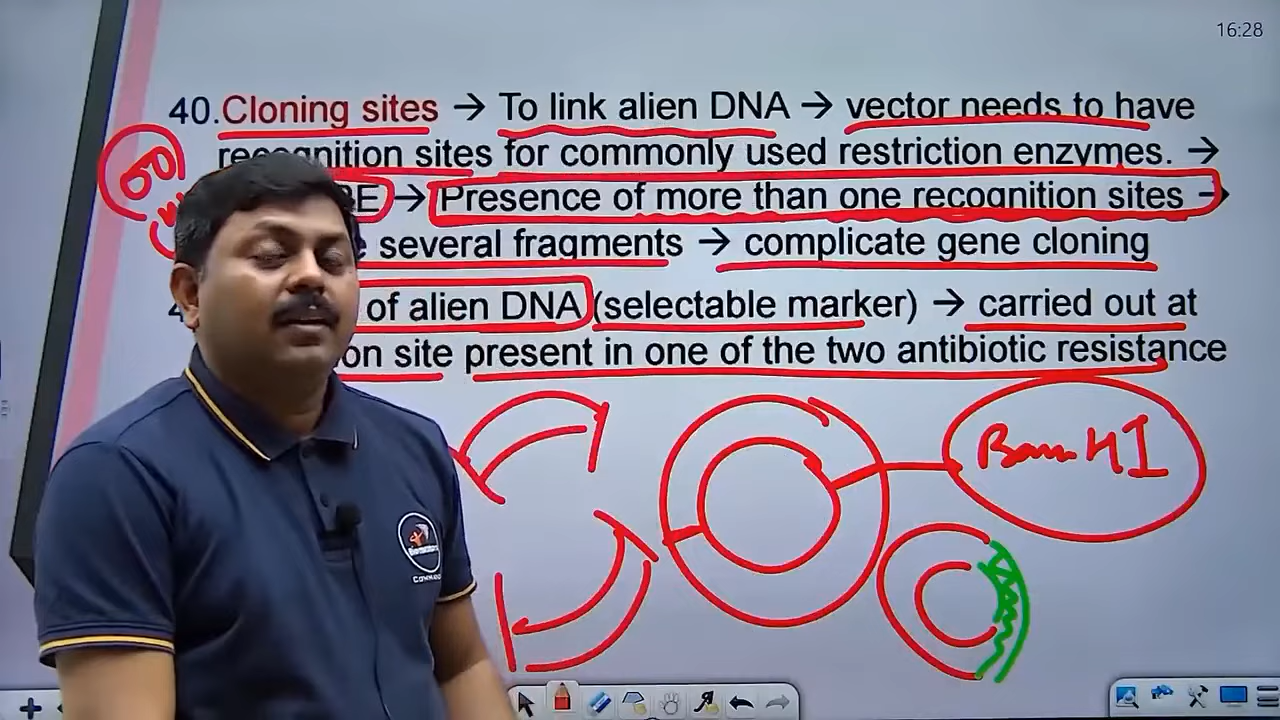 16:28
40.Cloning sites → To link alien DNA → vector needs to have
recognition sites for commonly used restriction enzymes. →
RE → Presence of more than one recognition sites →
several fragments → complicate gene cloning
of alien DNA (selectable marker) → carried out at
on site present in one of the two antibiotic resistance
BamHI